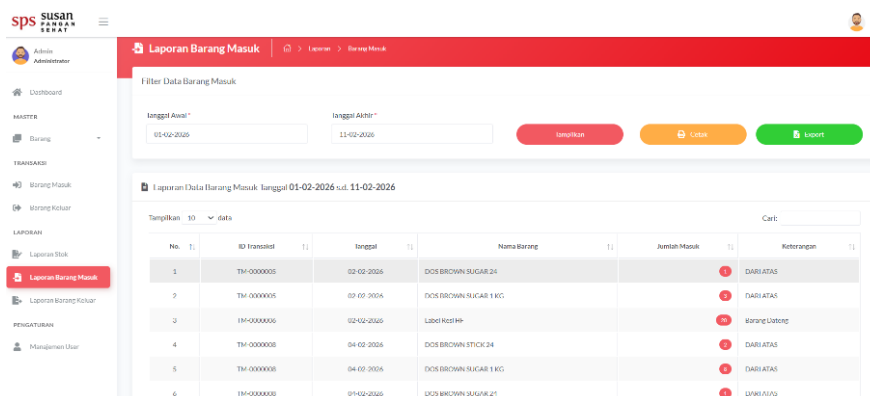 sps susan
PANGAN
SEHAT
Admin
Administrator
Dashboard
MASTER
Barang
TRANSAKSI
Barang Masuk
Barang Keluar
LAPORAN
Laporan Stok
Laporan Barang Masuk
Laporan Barang Keluar
PENGATURAN
Manajemen User
Laporan Barang Masuk
> Laporan > Barang Masuk
Filter Data Barang Masuk
Tanggal Awal *
Tanggal Akhir *
01-02-2026
11-02-2026
Tampilkan
Cetak
Export
Laporan Data Barang Masuk Tanggal 01-02-2026 s.d. 11-02-2026
Tampilkan 10 data
Cari:
No. ID Transaksi Tanggal Nama Barang Jumlah Masuk Keterangan
1 TM-0000005 02-02-2026 DOS BROWN SUGAR 24 1 DARI ATAS
2 TM-0000005 02-02-2026 DOS BROWN SUGAR 1 KG 3 DARI ATAS
3 TM-0000006 02-02-2026 Label Resi HF Barang Dateng
4 TM-0000008 04-02-2026 DOS BROWN STICK 24 2 DARI ATAS
5 TM-0000008 04-02-2026 DOS BROWN SUGAR 1 KG 8 DARI ATAS
6 TM-0000008 04-02-2026 DOS BROWN SUGAR 24 1 DARI ATAS